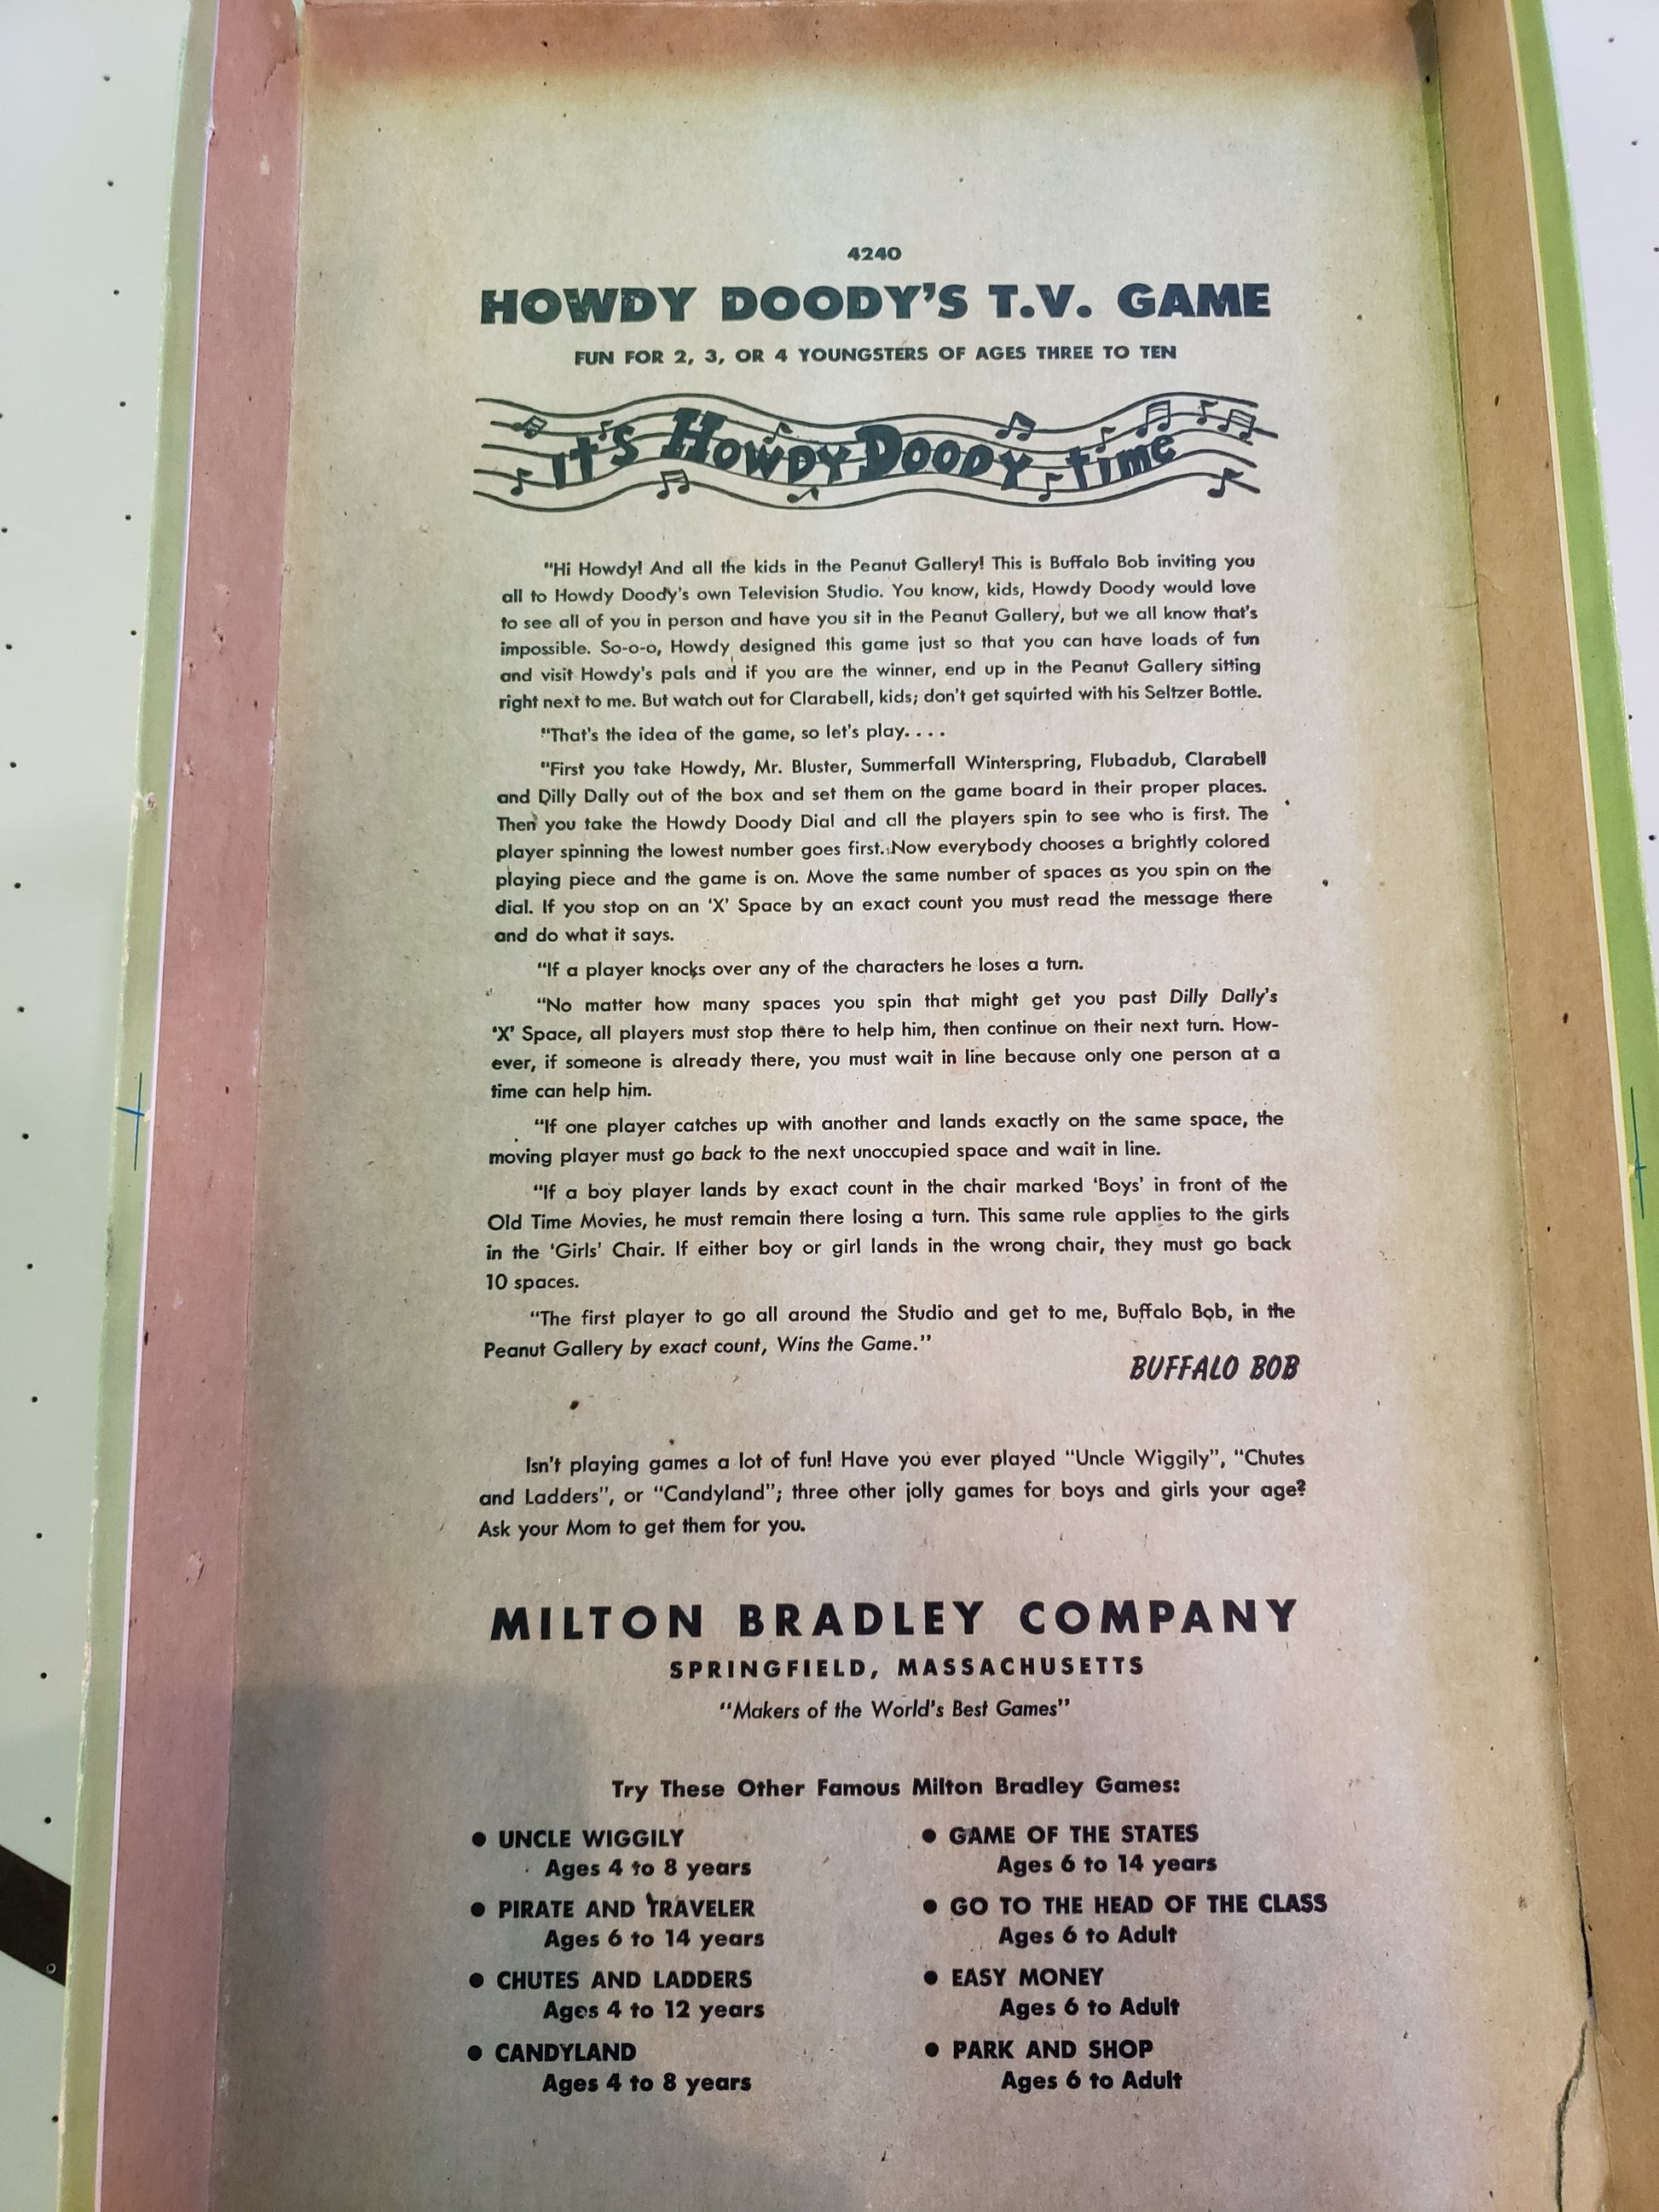 4240
HOWDY DOODY'S T.V. GAME
FUN FOR 2, 3, OR 4 YOUNGSTERS OF AGES THREE TO TEN
It's Howdy Doody time
"Hi Howdy! And all the kids in the Peanut Gallery! This is Buffalo Bob inviting you
all to Howdy Doody's own Television Studio. You know, kids, Howdy Doody would love
to see all of you in person and have you sit in the Peanut Gallery, but we all know that's
impossible. So-o-o, Howdy designed this game just so that you can have loads of fun
and visit Howdy's pals and if you are the winner, end up in the Peanut Gallery sitting
right next to me. But watch out for Clarabell, kids; don't get squirted with his Seltzer Bottle.
"That's the idea of the game, so let's play. . . .
"First you take Howdy, Mr. Bluster, Summerfall Winterspring, Flubadub, Clarabell
and Dilly Dally out of the box and set them on the game board in their proper places.
Then you take the Howdy Doody Dial and all the players spin to see who is first. The
player spinning the lowest number goes first. Now everybody chooses a brightly colored
playing piece and the game is on. Move the same number of spaces as you spin on the
dial. If you stop on an 'X' Space by an exact count you must read the message there
and do what it says.
"If a player knocks over any of the characters he loses a turn.
"No matter how many spaces you spin that might get you past Dilly Dally's
'X' Space, all players must stop there to help him, then continue on their next turn. How-
ever, if someone is already there, you must wait in line because only one person at a
time can help him.
"If one player catches up with another and lands exactly on the same space, the
moving player must go back to the next unoccupied space and wait in line.
"If a boy player lands by exact count in the chair marked 'Boys' in front of the
Old Time Movies, he must remain there losing a turn. This same rule applies to the girls
in the 'Girls' Chair. If either boy or girl lands in the wrong chair, they must go back
10 spaces.
"The first player to go all around the Studio and get to me, Buffalo Bob, in the
Peanut Gallery by exact count, Wins the Game."
BUFFALO BOB
Isn't playing games a lot of fun! Have you ever played "Uncle Wiggily", "Chutes
and Ladders", or "Candyland"; three other jolly games for boys and girls your age?
Ask your Mom to get them for you.
MILTON BRADLEY COMPANY
SPRINGFIELD, MASSACHUSETTS
"Makers of the World's Best Games"
Try These Other Famous Milton Bradley Games:
● UNCLE WIGGILY
Ages 4 to 8 years
● PIRATE AND TRAVELER
Ages 6 to 14 years
● CHUTES AND LADDERS
Ages 4 to 12 years
● CANDYLAND
Ages 4 to 8 years
● GAME OF THE STATES
Ages 6 to 14 years
● GO TO THE HEAD OF THE CLASS
Ages 6 to Adult
● EASY MONEY
Ages 6 to Adult
● PARK AND SHOP
Ages 6 to Adult